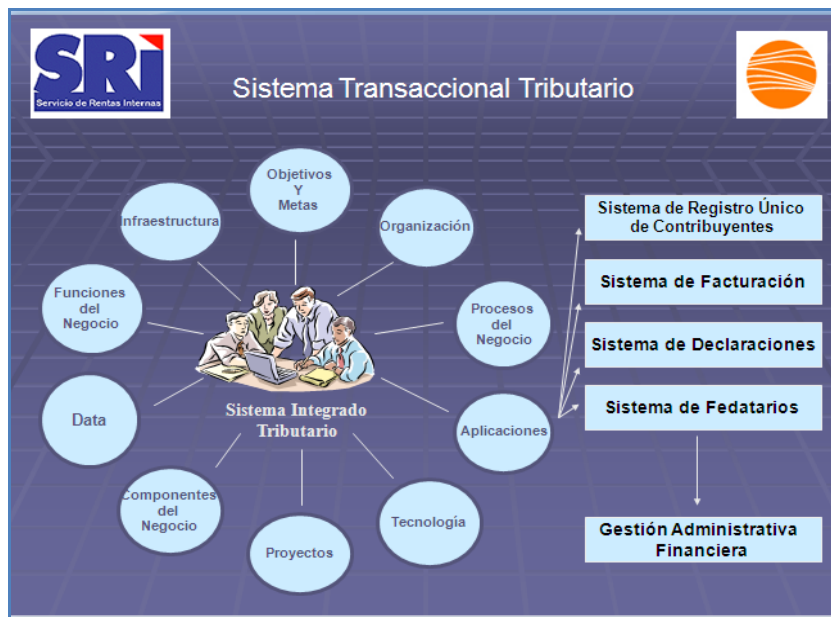 SRi
Servicio de Rentas Internas
Sistema Transaccional Tributario
Objetivos
Y
Metas
Infraestructura
Organización
Funciones
del
Negocio
Procesos
del
Negocio
Data
Sistema Integrado
Tributario
Aplicaciones
Componentes
del
Negocio
Tecnología
Proyectos
Sistema de Registro Único
de Contribuyentes
Sistema de Facturación
Sistema de Declaraciones
Sistema de Fedatarios
Gestión Administrativa
Financiera